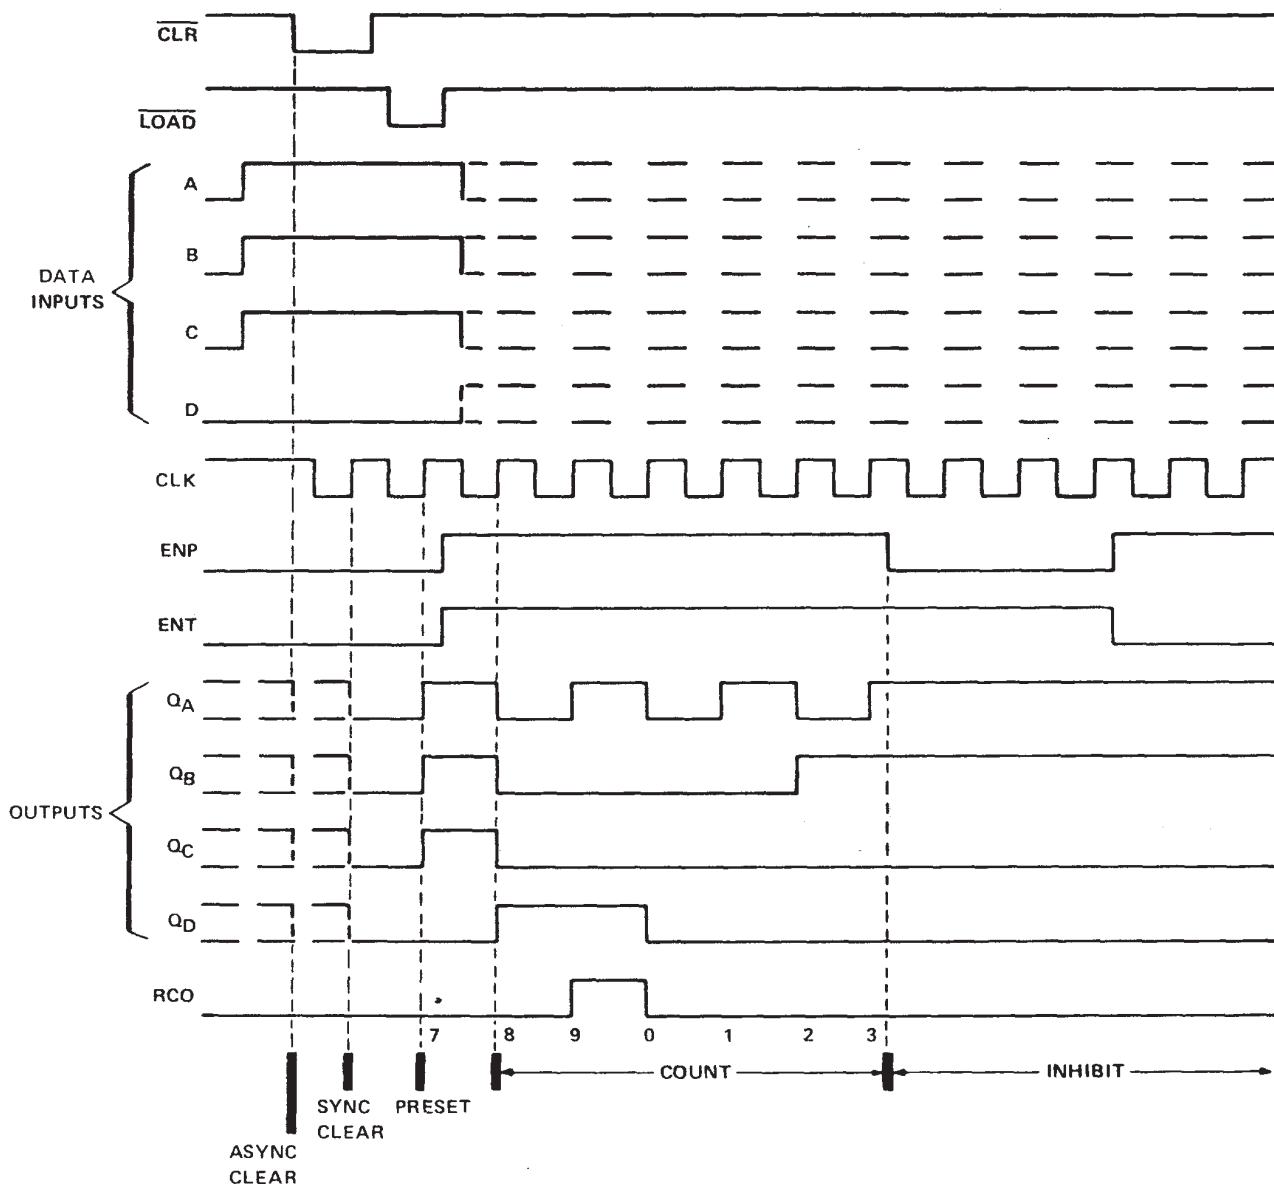 CLR
LOAD
A
B
DATA
INPUTS
C
D
CLK
ENP
ENT
QA
QB
OUTPUTS
QC
QD
RCO
7 8 9 0 1 2 3
COUNT
INHIBIT
SYNC
CLEAR
PRESET
ASYNC
CLEAR